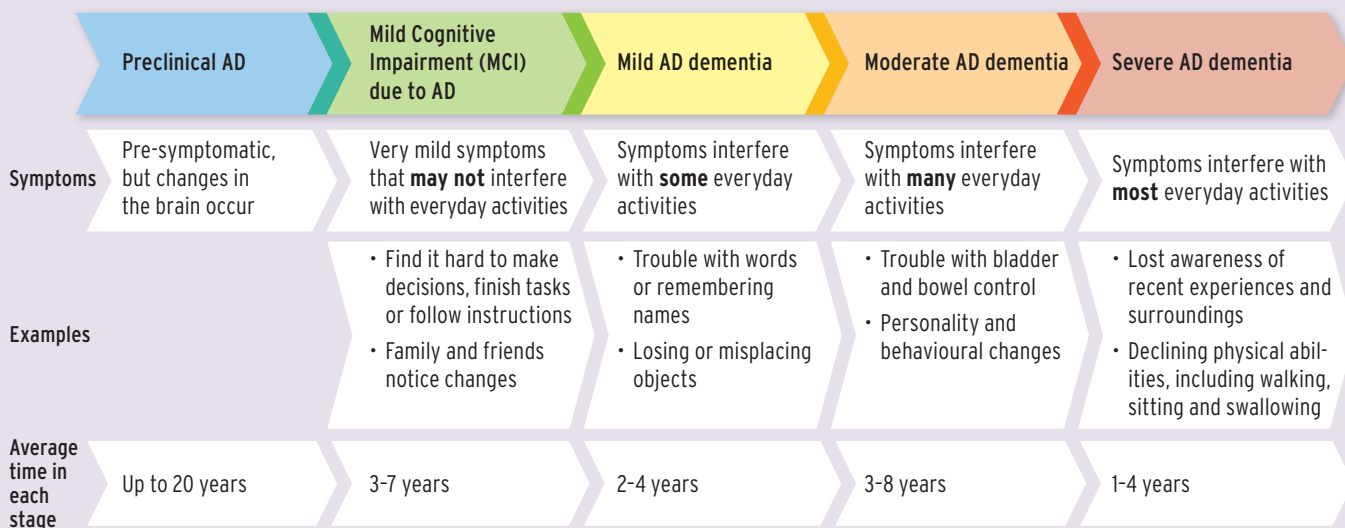 Preclinical AD
Mild Cognitive
Impairment (MCI)
due to AD
Mild AD dementia
Moderate AD dementia
Severe AD dementia
Symptoms
Pre-symptomatic,
but changes in
the brain occur
Very mild symptoms
that may not interfere
with everyday activities
Symptoms interfere
with some everyday
activities
Symptoms interfere
with many everyday
activities
Symptoms interfere with
most everyday activities
Examples
• Find it hard to make
decisions, finish tasks
or follow instructions
• Family and friends
notice changes
• Trouble with words
or remembering
names
• Losing or misplacing
objects
• Trouble with bladder
and bowel control
• Personality and
behavioural changes
• Lost awareness of
recent experiences and
surroundings
• Declining physical abil-
ities, including walking,
sitting and swallowing
Average
time in
each
stage
Up to 20 years
3–7 years
2–4 years
3–8 years
1–4 years